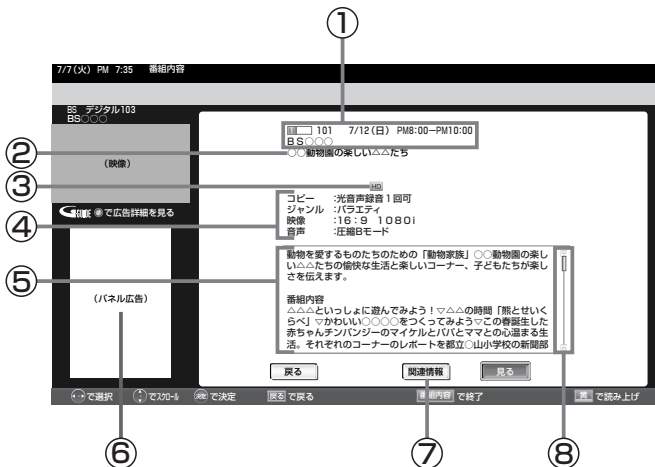 ①
7/7(火) PM 7:35 番組内容
BS デジタル103
BS○○○
101 7/12(日) PM8:00−PM10:00
BS○○○
②
○○動物園の楽しい△△たち
(映像)
③
HD
コピー :光音声録音1回可
ジャンル :バラエティ
映像 :16:9 1080i
音声 :圧縮Bモード
④
G GUIDE で広告詳細を見る
⑤
動物を愛するものたちのための「動物家族」○○動物園の楽し
い△△たちの愉快な生活と楽しいコーナー、子どもたちが楽し
さを伝えます。
番組内容
△△△といっしょに遊んでみよう!▽△△の時間「熊とせいく
らべ」▽かわいい○○○○をつくってみよう▽この春誕生した
赤ちゃんチンパンジーのマイケルとパパとママとの心温まる生
活。それぞれのコーナーのレポートを都立○山小学校の新聞部
(パネル広告)
戻る 関連情報 見る
で選択 でスクロール 決定 で決定 戻る で戻る 番組内容 で終了 黄 で読み上げ
⑥ ⑦ ⑧